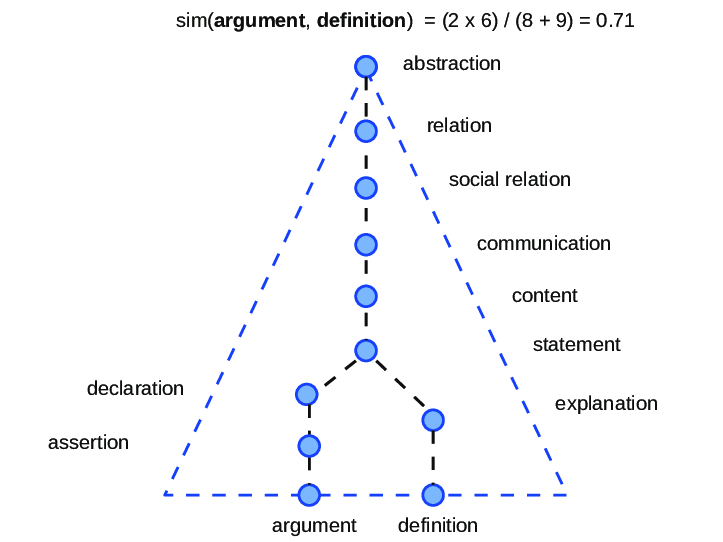 sim(argument, definition) = (2 x 6) / (8 + 9) = 0.71
abstraction
relation
social relation
communication
content
statement
declaration
explanation
assertion
argument definition